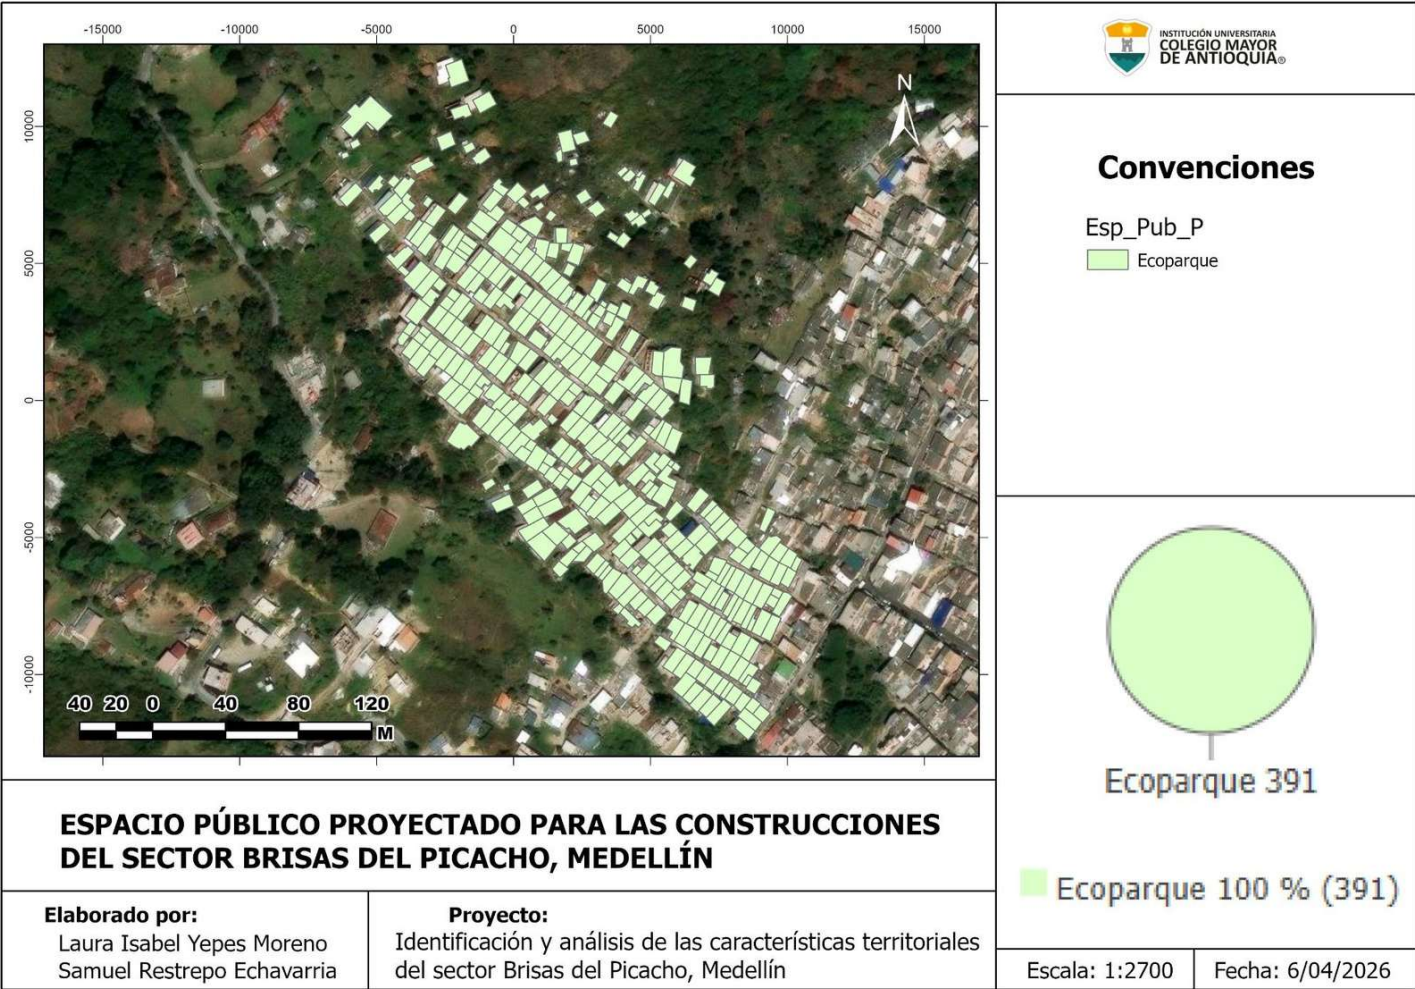 -15000 -10000 -5000 0 5000 10000 15000
10000
5000
0
-5000
-10000
N
40 20 0 40 80 120
M
INSTITUCIÓN UNIVERSITARIA
COLEGIO MAYOR
DE ANTIOQUIA®
Convenciones
Esp_Pub_P
Ecoparque
Ecoparque 391
Ecoparque 100 % (391)
ESPACIO PÚBLICO PROYECTADO PARA LAS CONSTRUCCIONES
DEL SECTOR BRISAS DEL PICACHO, MEDELLÍN
Elaborado por:
Laura Isabel Yepes Moreno
Samuel Restrepo Echavarria
Proyecto:
Identificación y análisis de las características territoriales
del sector Brisas del Picacho, Medellín
Escala: 1:2700
Fecha: 6/04/2026